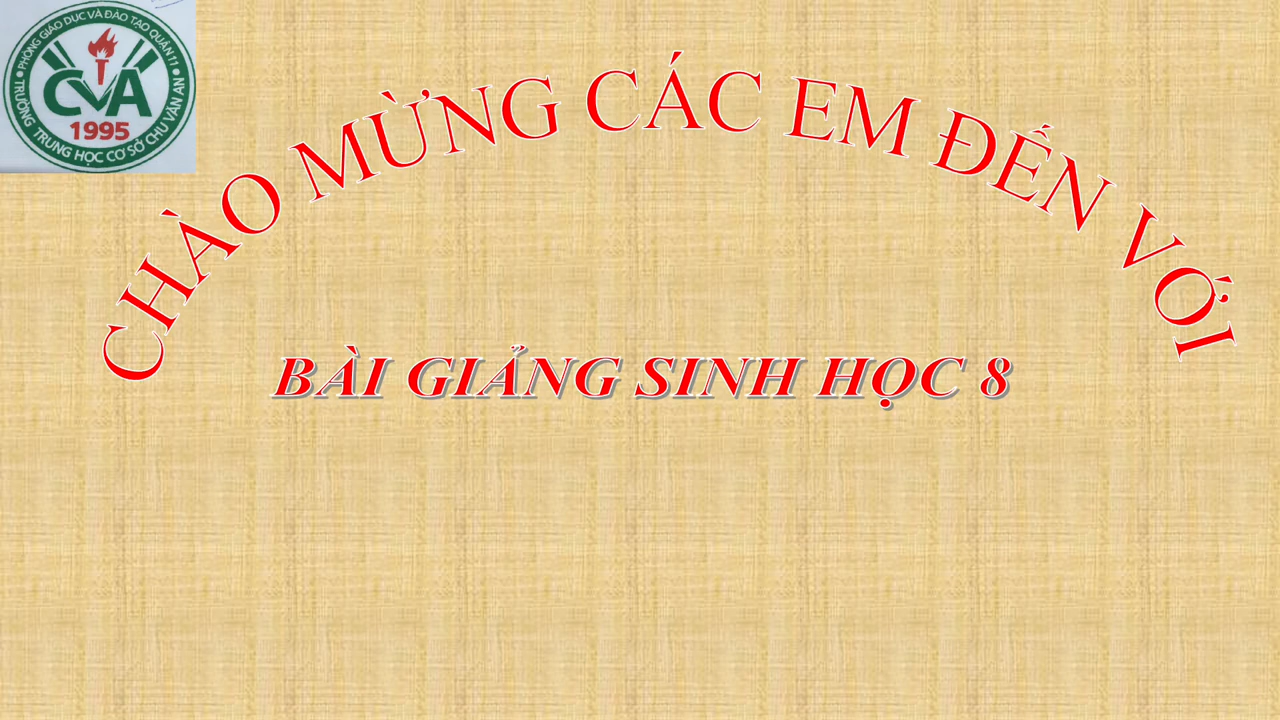 PHÒNG GIÁO DỤC VÀ ĐÀO TẠO QUẬN 11
CVA
1995
TRƯỜNG TRUNG HỌC CƠ SỞ CHU VĂN AN
CHÀO MỪNG CÁC EM ĐẾN VỚI
BÀI GIẢNG SINH HỌC 8